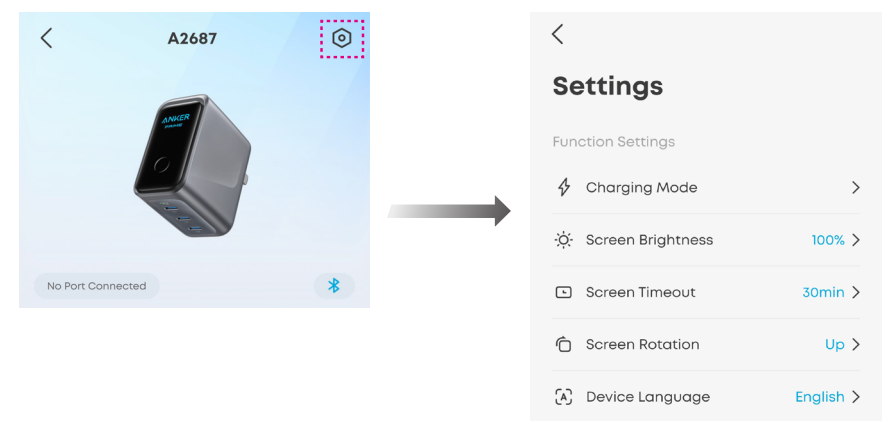 A2687
ANKER
No Port Connected
Settings
Function Settings
Charging Mode
Screen Brightness 100%
Screen Timeout 30min
Screen Rotation Up
Device Language English